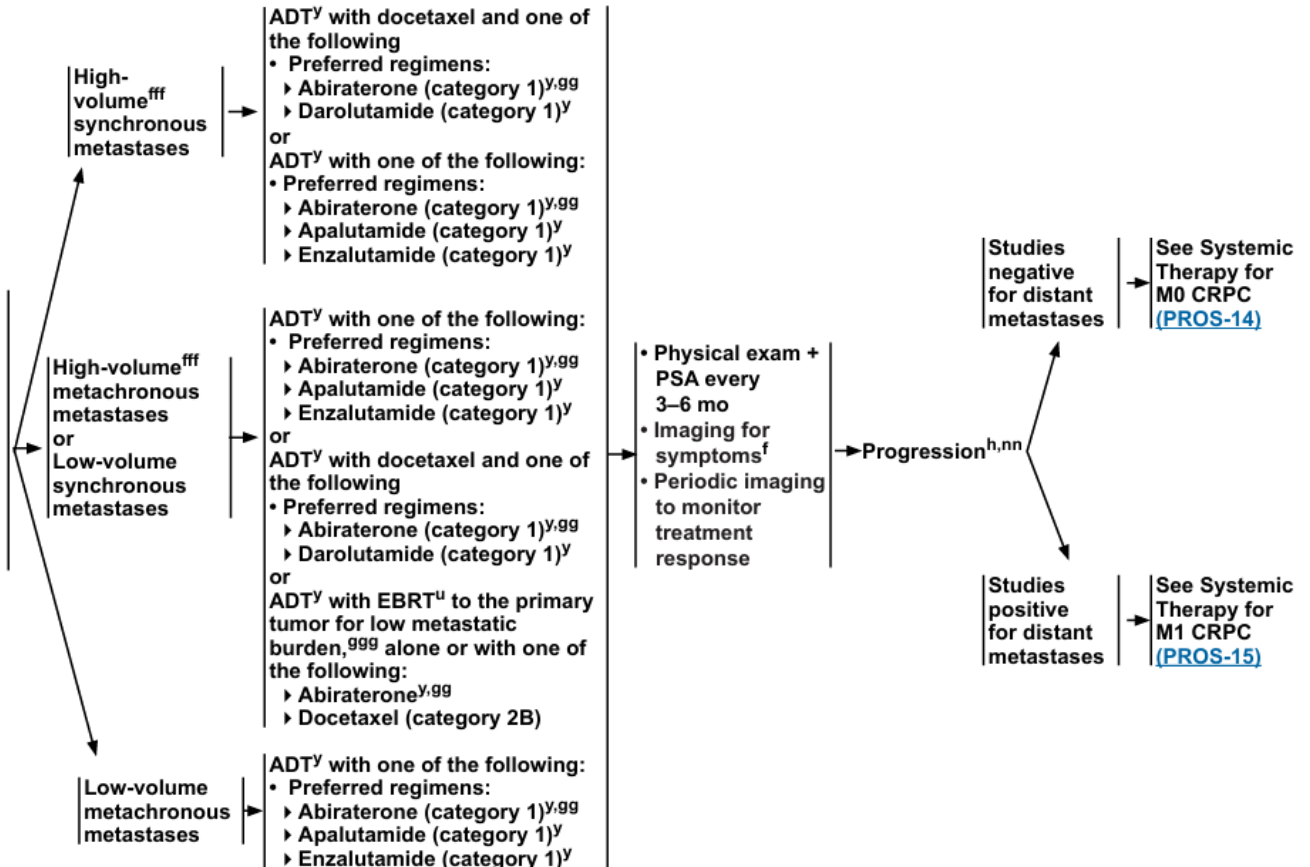 High-
volumefff
synchronous
metastases
ADTy with docetaxel and one of
the following
• Preferred regimens:
▸ Abiraterone (category 1)y,gg
▸ Darolutamide (category 1)y
or
ADTy with one of the following:
• Preferred regimens:
▸ Abiraterone (category 1)y,gg
▸ Apalutamide (category 1)y
▸ Enzalutamide (category 1)y
High-volumefff
metachronous
metastases
or
Low-volume
synchronous
metastases
ADTy with one of the following:
• Preferred regimens:
▸ Abiraterone (category 1)y,gg
▸ Apalutamide (category 1)y
▸ Enzalutamide (category 1)y
or
ADTy with docetaxel and one of
the following
• Preferred regimens:
▸ Abiraterone (category 1)y,gg
▸ Darolutamide (category 1)y
or
ADTy with EBRTu to the primary
tumor for low metastatic
burden,ggg alone or with one of
the following:
▸ Abirateroney,gg
▸ Docetaxel (category 2B)
Low-volume
metachronous
metastases
ADTy with one of the following:
• Preferred regimens:
▸ Abiraterone (category 1)y,gg
▸ Apalutamide (category 1)y
▸ Enzalutamide (category 1)y
• Physical exam +
PSA every
3–6 mo
• Imaging for
symptomsf
• Periodic imaging
to monitor
treatment
response
Progressionh,nn
Studies
negative
for distant
metastases
See Systemic
Therapy for
M0 CRPC
(PROS-14)
Studies
positive
for distant
metastases
See Systemic
Therapy for
M1 CRPC
(PROS-15)